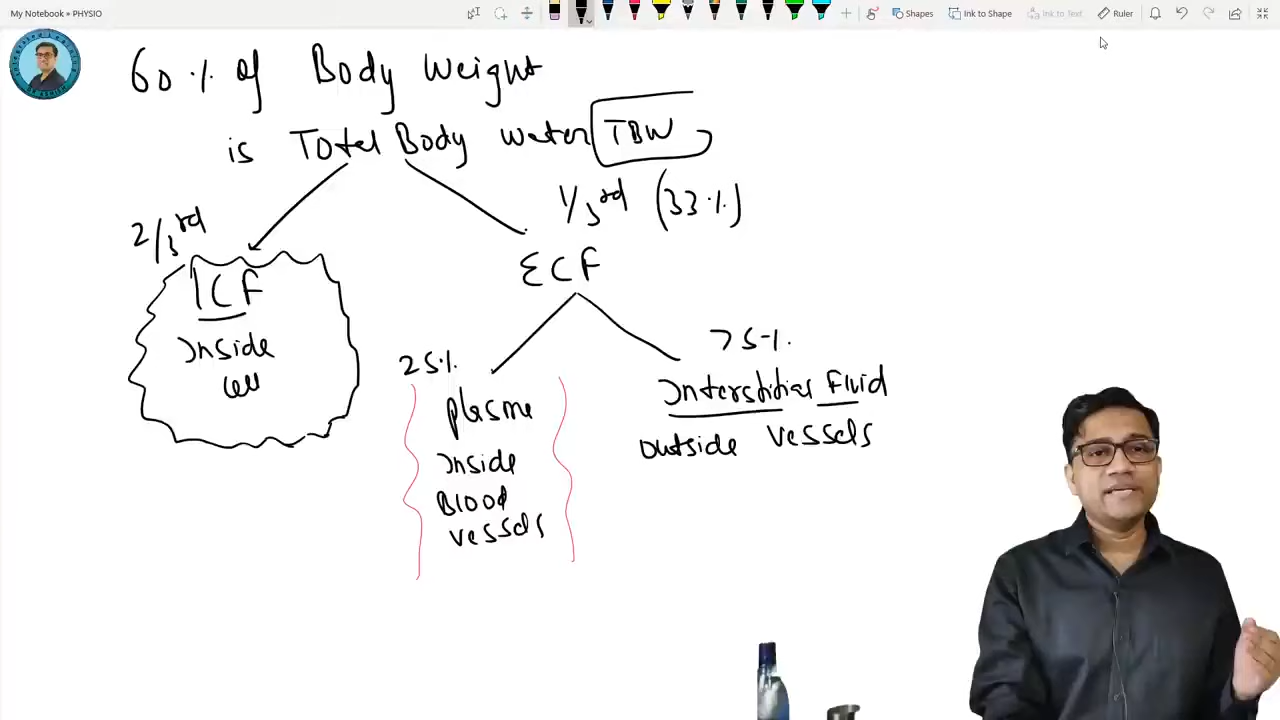 My Notebook » PHYSIO
Shapes
Ink to Shape
Ink to Text
Ruler
60 % of Body Weight
is Total Body water TBW
2/3rd
1/3rd (33%)
ICF
Inside
cell
ECF
25%
plasma
Inside
Blood
vessels
75%
Interstitial Fluid
outside vessels